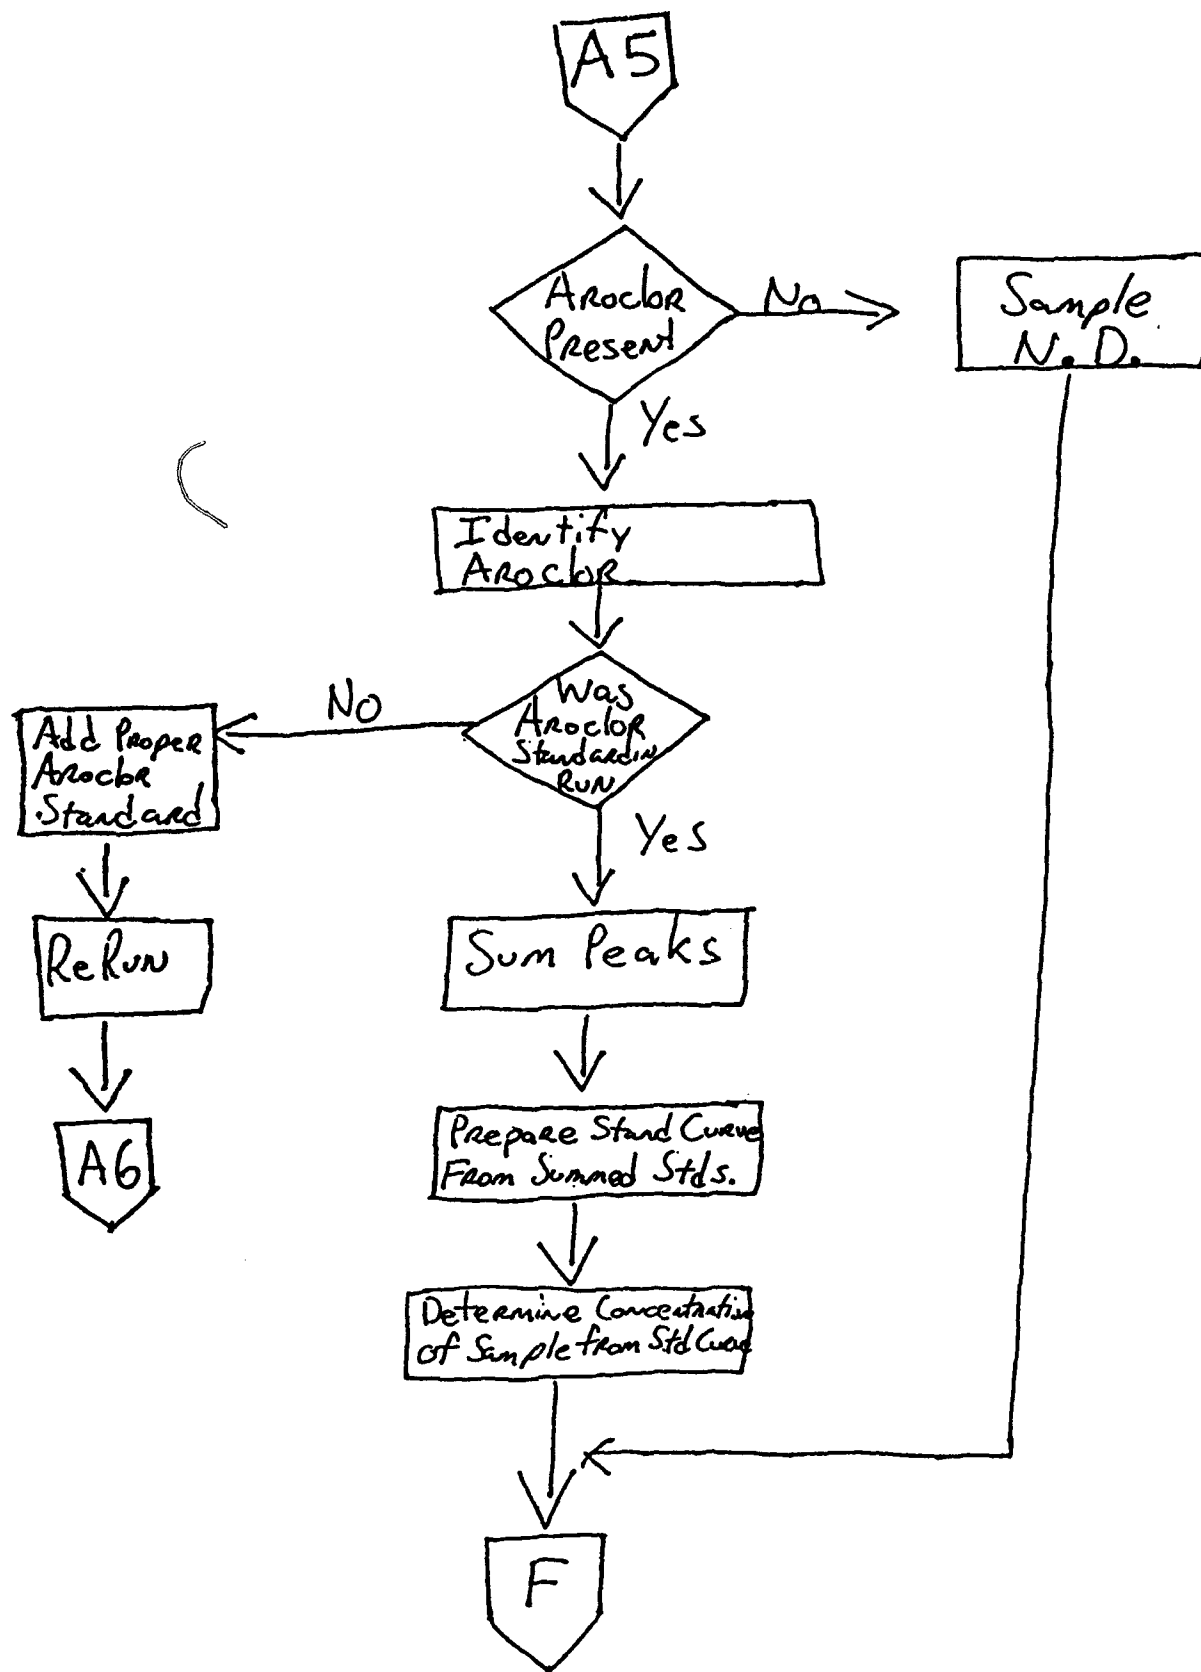 A5
Aroclor
Present
No
Sample
N.D.
Yes
Identify
Aroclor
Was
Aroclor
Standard in
Run
No
Add Proper
Aroclor
Standard
Yes
ReRun
Sum Peaks
A6
Prepare Stand Curve
From Summed Stds.
Determine Concentration
of Sample from Std Curve
F